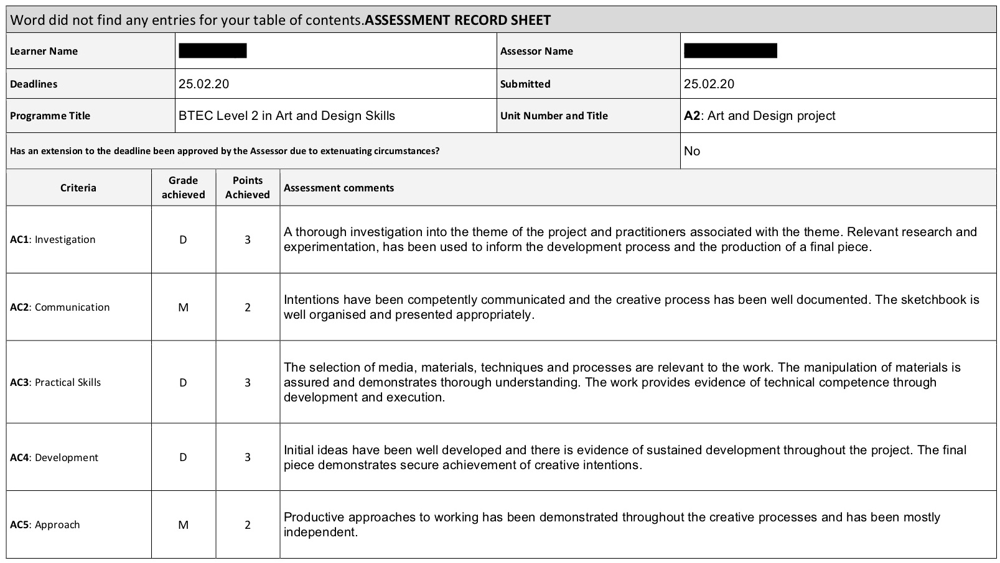 Word did not find any entries for your table of contents.ASSESSMENT RECORD SHEET
Learner Name
Assessor Name
Deadlines 25.02.20 Submitted 25.02.20
Programme Title BTEC Level 2 in Art and Design Skills Unit Number and Title A2: Art and Design project
Has an extension to the deadline been approved by the Assessor due to extenuating circumstances? No
Criteria
Grade
achieved
Points
Achieved
Assessment comments
AC1: Investigation D 3
A thorough investigation into the theme of the project and practitioners associated with the theme. Relevant research and
experimentation, has been used to inform the development process and the production of a final piece.
AC2: Communication M 2
Intentions have been competently communicated and the creative process has been well documented. The sketchbook is
well organised and presented appropriately.
AC3: Practical Skills D 3
The selection of media, materials, techniques and processes are relevant to the work. The manipulation of materials is
assured and demonstrates thorough understanding. The work provides evidence of technical competence through
development and execution.
AC4: Development D 3
Initial ideas have been well developed and there is evidence of sustained development throughout the project. The final
piece demonstrates secure achievement of creative intentions.
AC5: Approach M 2
Productive approaches to working has been demonstrated throughout the creative processes and has been mostly
independent.